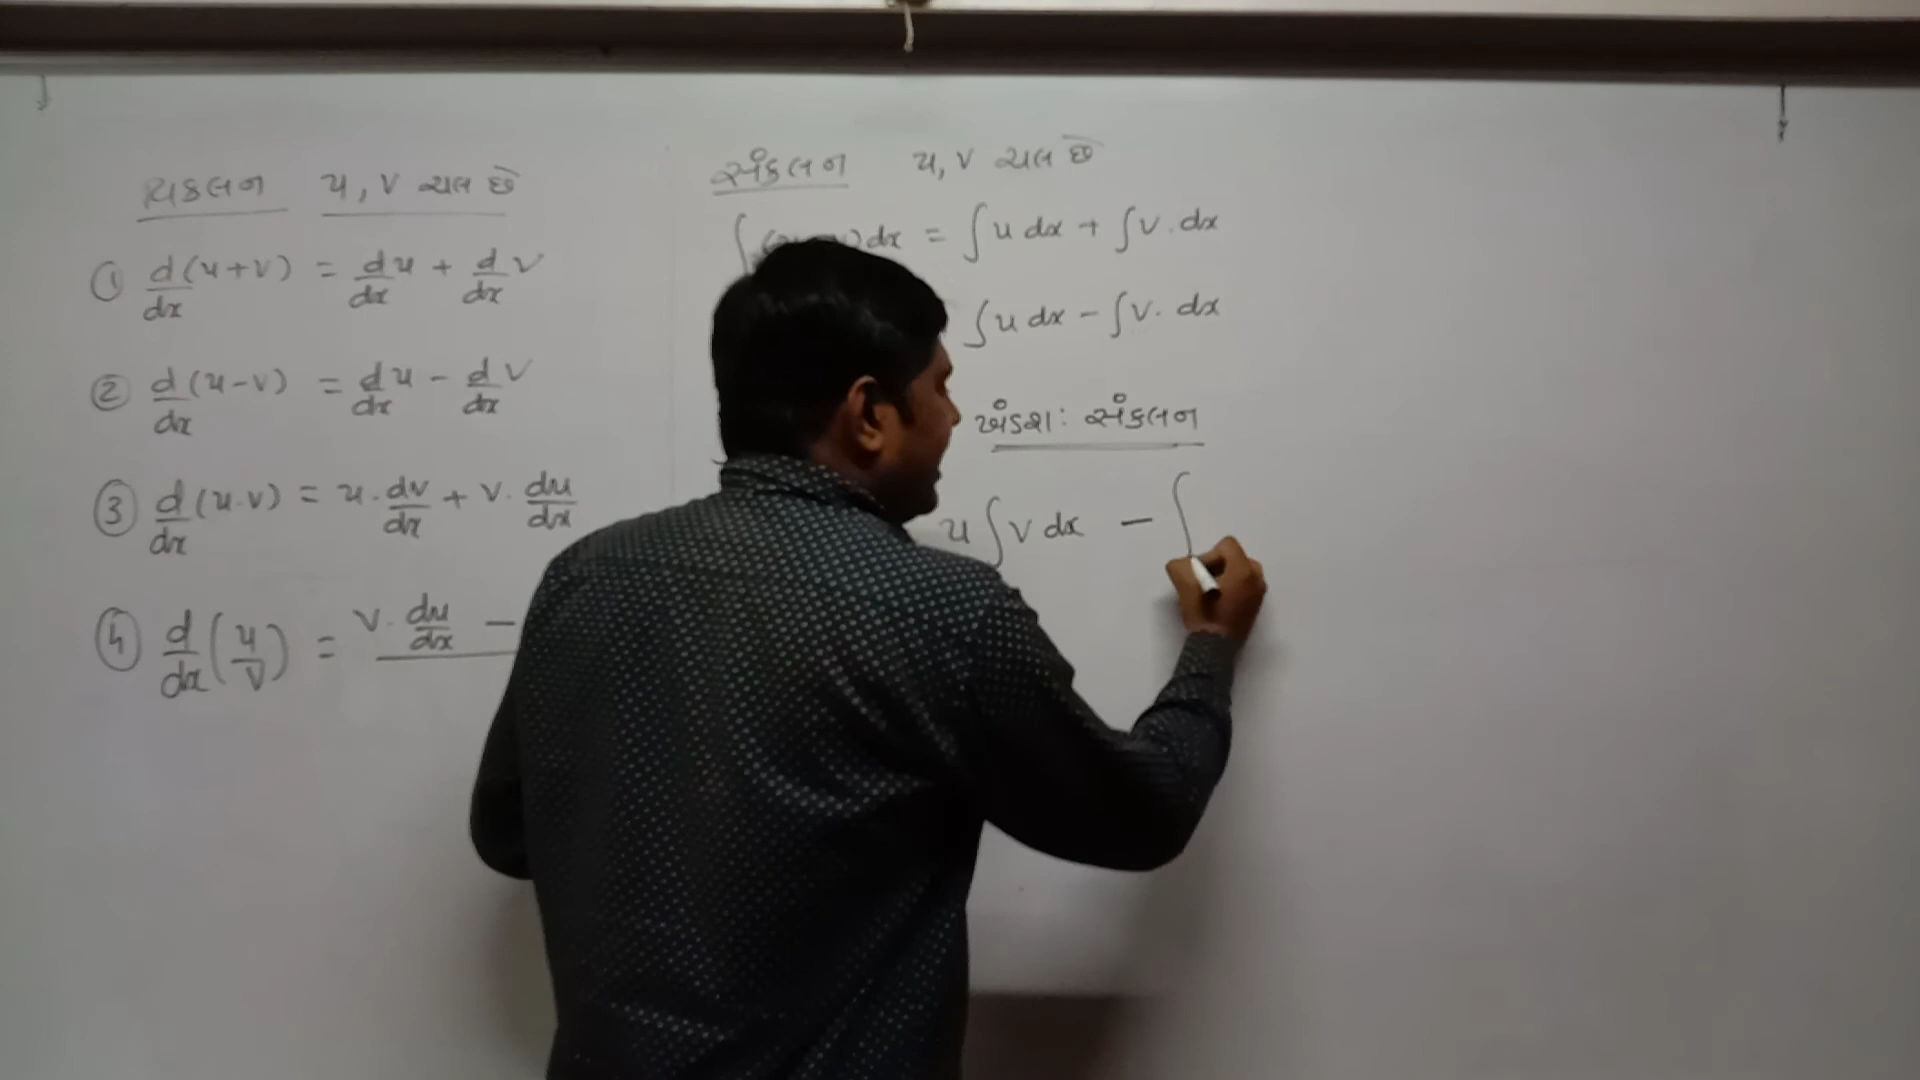 વિકલન u, v ચલ છે
① d/dx (u+v) = d/dx u + d/dx v
② d/dx (u-v) = d/dx u - d/dx v
③ d/dx (u.v) = u. dv/dx + v. du/dx
④ d/dx (u/v) = v. du/dx -
સંકલન u, v ચલ છે
∫ dx = ∫ u dx + ∫ v. dx
∫ u dx - ∫ v. dx
ખંડશઃ સંકલન
u ∫ v dx - ∫